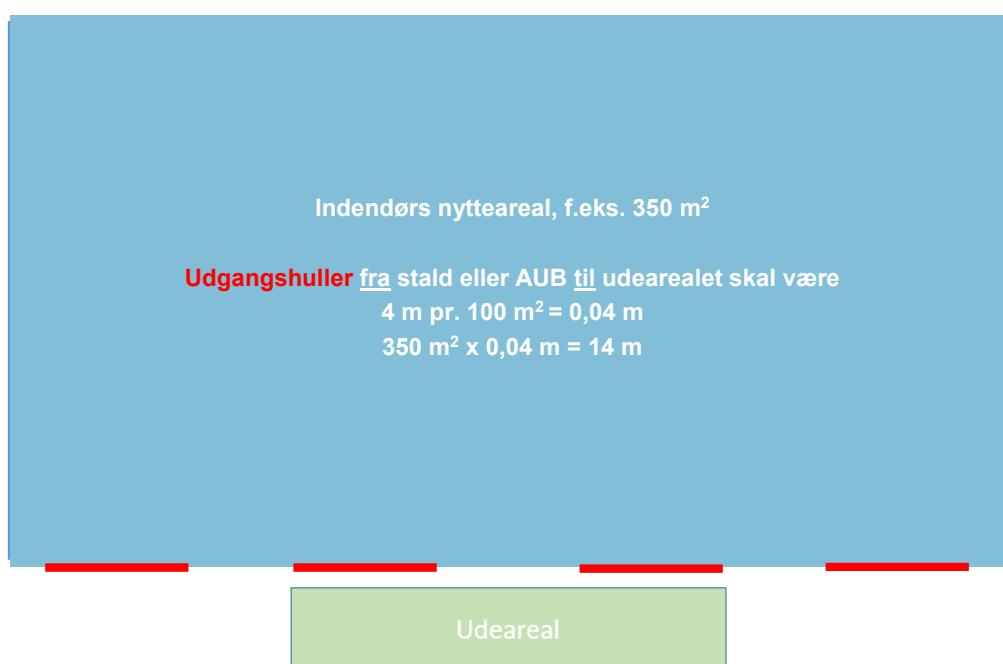 Indendørs nytteareal, f.eks. 350 m²
Udgangshuller fra stald eller AUB til udearealet skal være
4 m pr. 100 m² = 0,04 m
350 m² x 0,04 m = 14 m
Udeareal